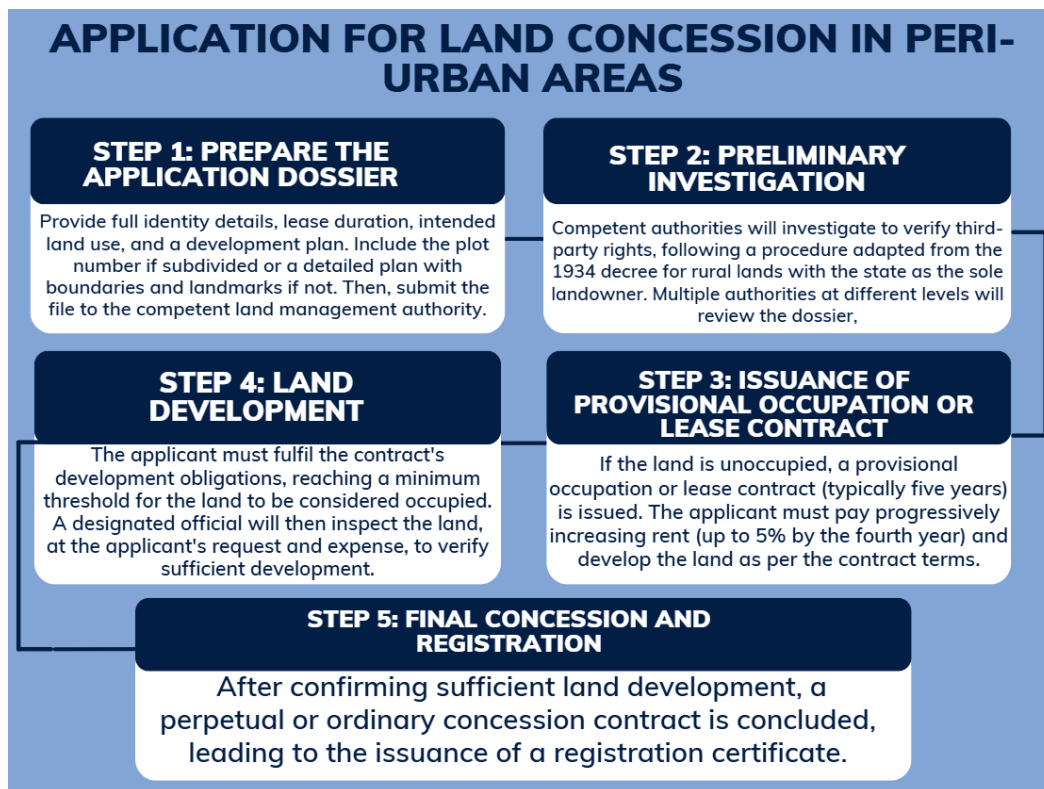 APPLICATION FOR LAND CONCESSION IN PERI-
URBAN AREAS
STEP 1: PREPARE THE
APPLICATION DOSSIER
Provide full identity details, lease duration, intended
land use, and a development plan. Include the plot
number if subdivided or a detailed plan with
boundaries and landmarks if not. Then, submit the
file to the competent land management authority.
STEP 2: PRELIMINARY
INVESTIGATION
Competent authorities will investigate to verify third-
party rights, following a procedure adapted from the
1934 decree for rural lands with the state as the sole
landowner. Multiple authorities at different levels will
review the dossier,
STEP 3: ISSUANCE OF
PROVISIONAL OCCUPATION OR
LEASE CONTRACT
If the land is unoccupied, a provisional
occupation or lease contract (typically five years)
is issued. The applicant must pay progressively
increasing rent (up to 5% by the fourth year) and
develop the land as per the contract terms.
STEP 4: LAND
DEVELOPMENT
The applicant must fulfil the contract's
development obligations, reaching a minimum
threshold for the land to be considered occupied.
A designated official will then inspect the land,
at the applicant's request and expense, to verify
sufficient development.
STEP 5: FINAL CONCESSION AND
REGISTRATION
After confirming sufficient land development, a
perpetual or ordinary concession contract is concluded,
leading to the issuance of a registration certificate.